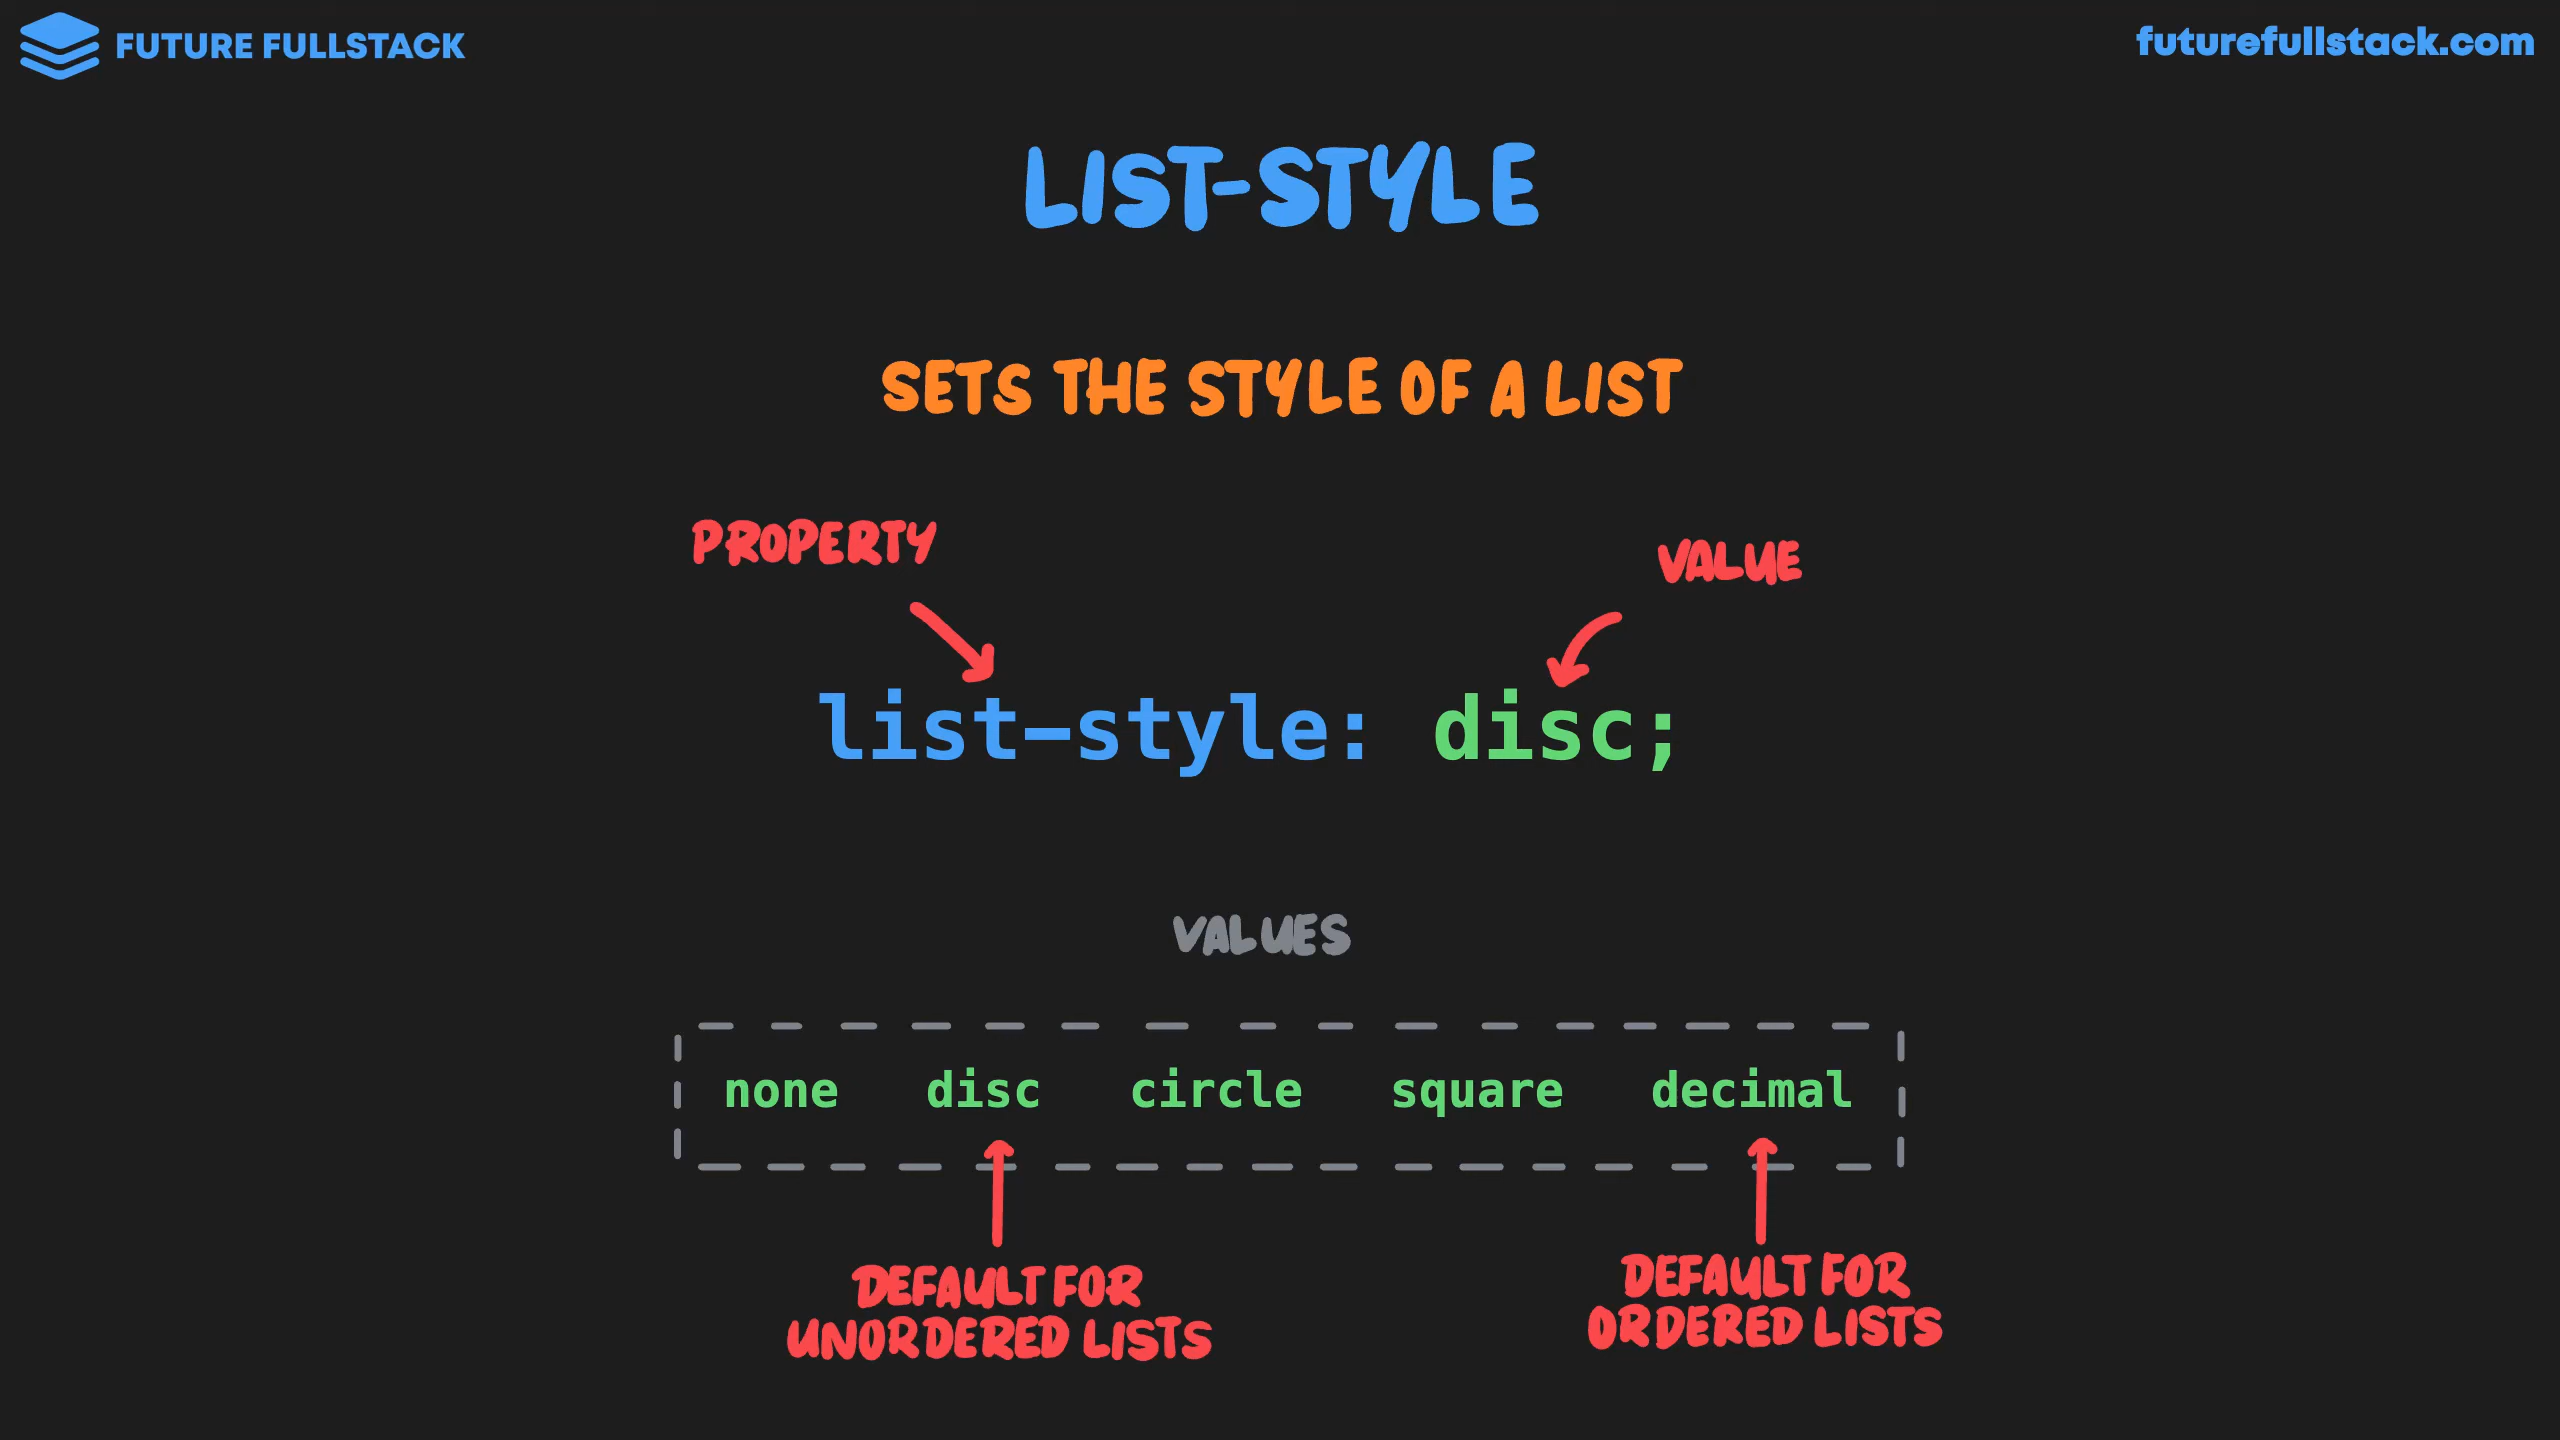 FUTURE FULLSTACK
futurefullstack.com
LIST-STYLE
SETS THE STYLE OF A LIST
PROPERTY
VALUE
list-style: disc;
VALUES
none disc circle square decimal
DEFAULT FOR
UNORDERED LISTS
DEFAULT FOR
ORDERED LISTS